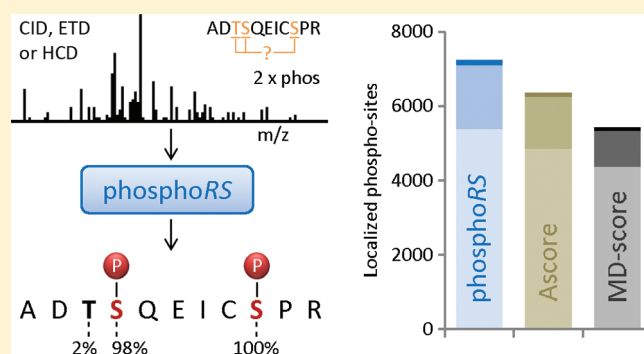 CID, ETD
or HCD
ADTSQEICSPR
?
2 x phos
m/z
phosphoRS
P P
A D T S Q E I C S P R
2% 98% 100%
Localized phospho-sites
8000
6000
4000
2000
0
phosphoRS
Ascore
MD-score